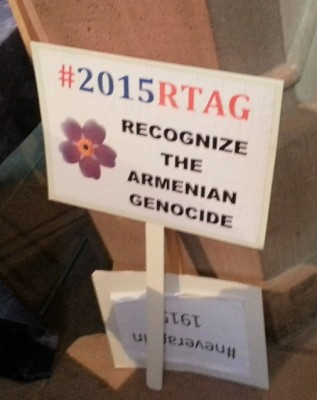 #2015RTAG
RECOGNIZE
THE
ARMENIAN
GENOCIDE
#neveragain
1915